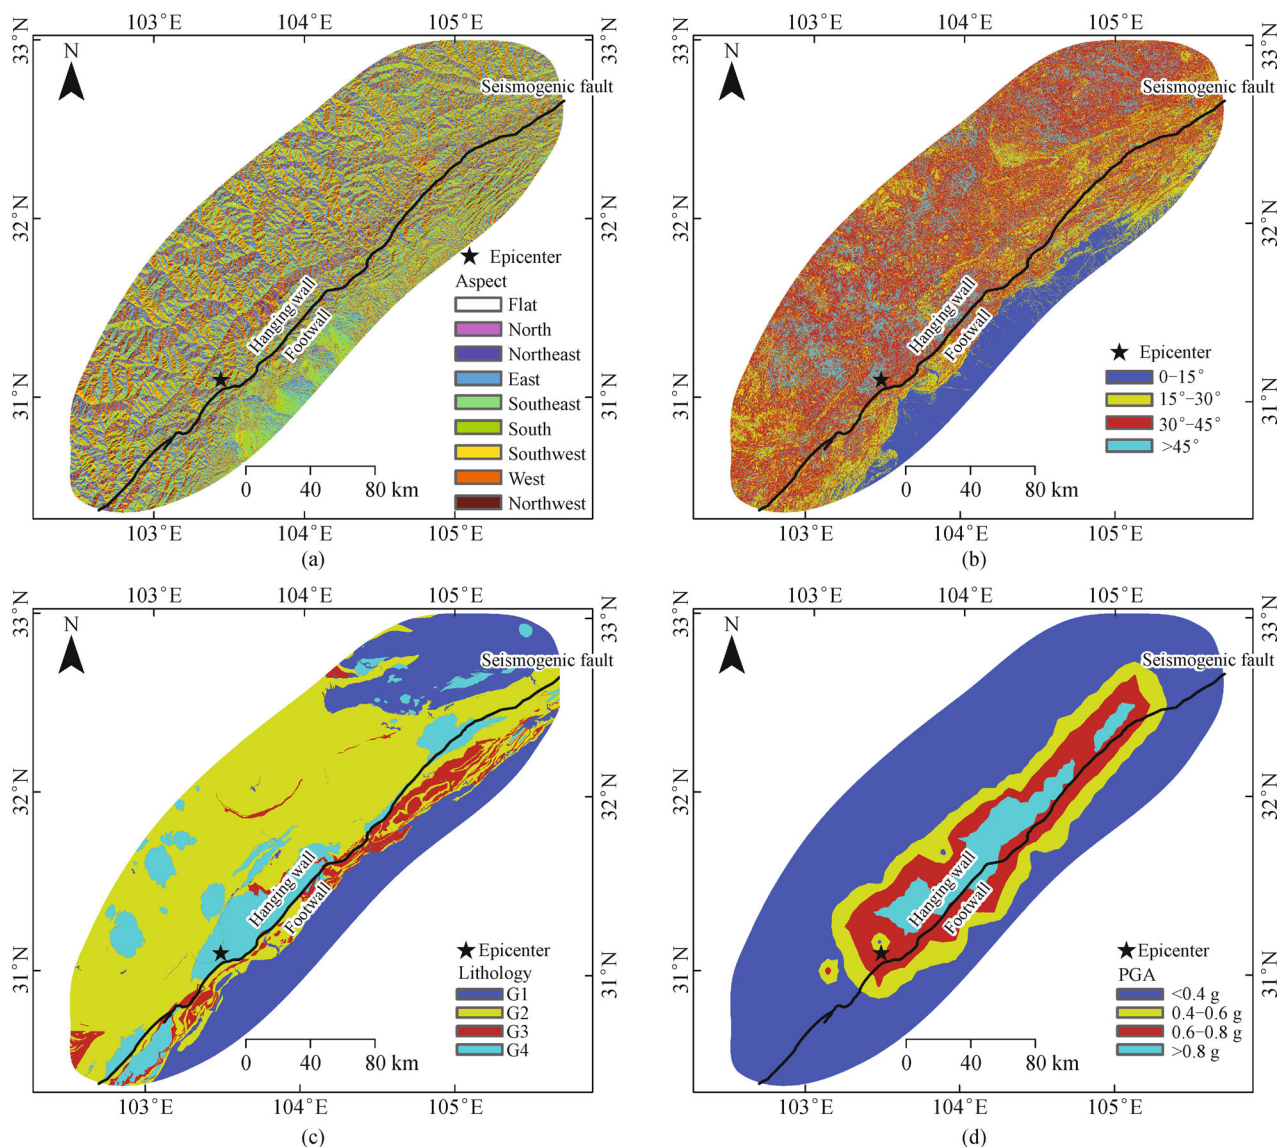 103°E 104°E 105°E
33°N 33°N
N
Seismogenic fault
32°N 32°N
Epicenter
Aspect
Flat
Hanging wall
North
Footwall
Northeast
East
31°N 31°N
Southeast
South
Southwest
West
0 40 80 km
Northwest
103°E 104°E 105°E
(a)
103°E 104°E 105°E
33°N 33°N
N
Seismogenic fault
32°N 32°N
Hanging wall
Footwall
Epicenter
0–15°
31°N 31°N
15°–30°
30°–45°
>45°
0 40 80 km
103°E 104°E 105°E
(b)
103°E 104°E 105°E
33°N 33°N
N
Seismogenic fault
32°N 32°N
Hanging wall
Footwall
31°N 31°N
Epicenter
Lithology
G1
G2
G3
G4
0 40 80 km
103°E 104°E 105°E
(c)
103°E 104°E 105°E
33°N 33°N
N
Seismogenic fault
32°N 32°N
Hanging wall
Footwall
31°N 31°N
Epicenter
PGA
<0.4 g
0.4–0.6 g
0.6–0.8 g
>0.8 g
0 40 80 km
103°E 104°E 105°E
(d)